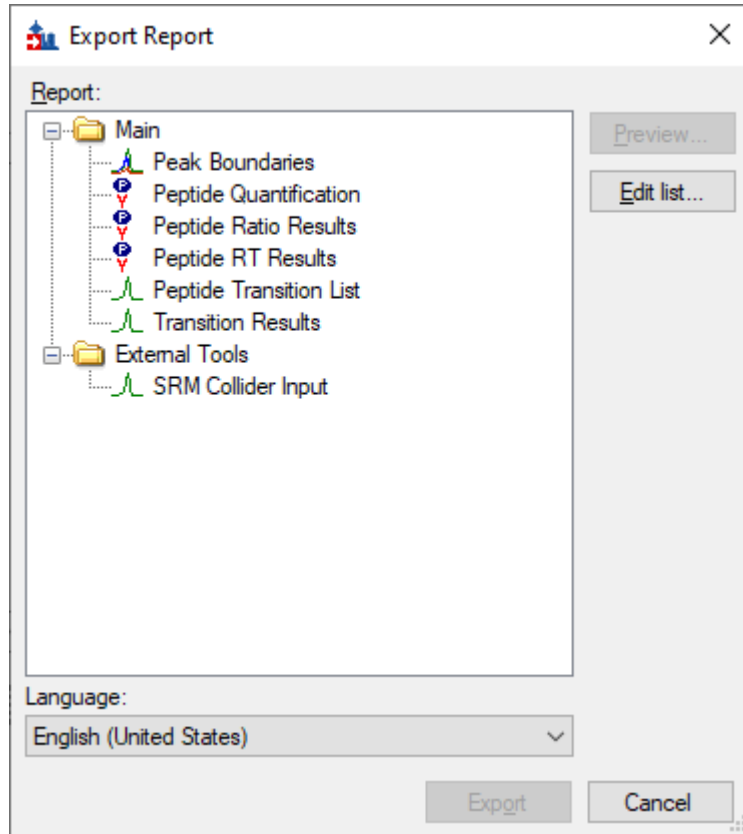 Export Report
Report:
Main
Peak Boundaries
Peptide Quantification
Peptide Ratio Results
Peptide RT Results
Peptide Transition List
Transition Results
External Tools
SRM Collider Input
Preview...
Edit list...
Language:
English (United States)
Export
Cancel